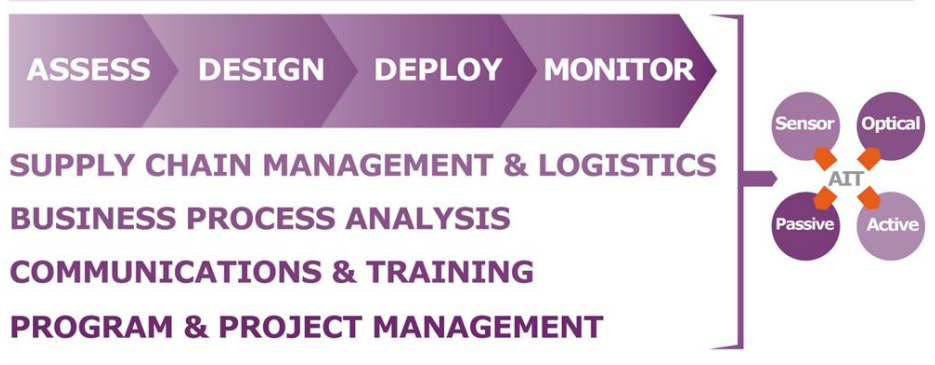 ASSESS DESIGN DEPLOY MONITOR
SUPPLY CHAIN MANAGEMENT & LOGISTICS
BUSINESS PROCESS ANALYSIS
COMMUNICATIONS & TRAINING
PROGRAM & PROJECT MANAGEMENT
Sensor Optical
AIT
Passive Active